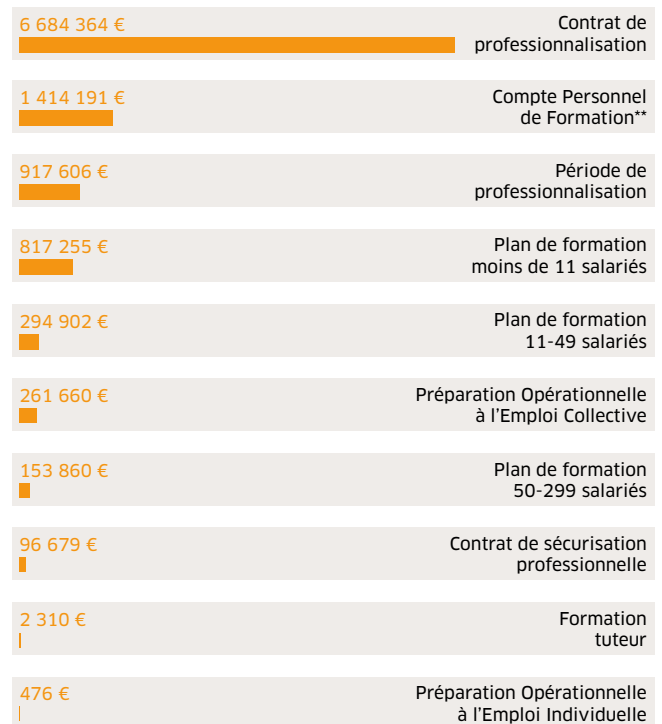 6 684 364 €
Contrat de
professionnalisation
1 414 191 €
Compte Personnel
de Formation**
917 606 €
Période de
professionnalisation
817 255 €
Plan de formation
moins de 11 salariés
294 902 €
Plan de formation
11-49 salariés
261 660 €
Préparation Opérationnelle
à l’Emploi Collective
153 860 €
Plan de formation
50-299 salariés
96 679 €
Contrat de sécurisation
professionnelle
2 310 €
Formation
tuteur
476 €
Préparation Opérationnelle
à l’Emploi Individuelle